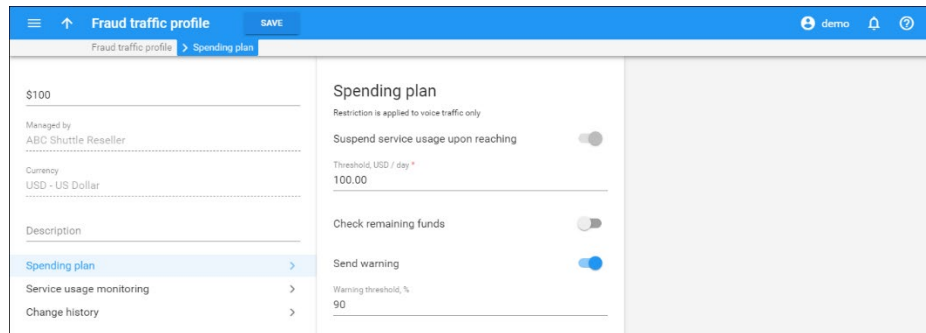 Fraud traffic profile
SAVE
demo
Fraud traffic profile
Spending plan
$100
Managed by
ABC Shuttle Reseller
Currency
USD - US Dollar
Description
Spending plan
Service usage monitoring
Change history
Spending plan
Restriction is applied to voice traffic only
Suspend service usage upon reaching
Threshold, USD / day *
100.00
Check remaining funds
Send warning
Warning threshold, %
90